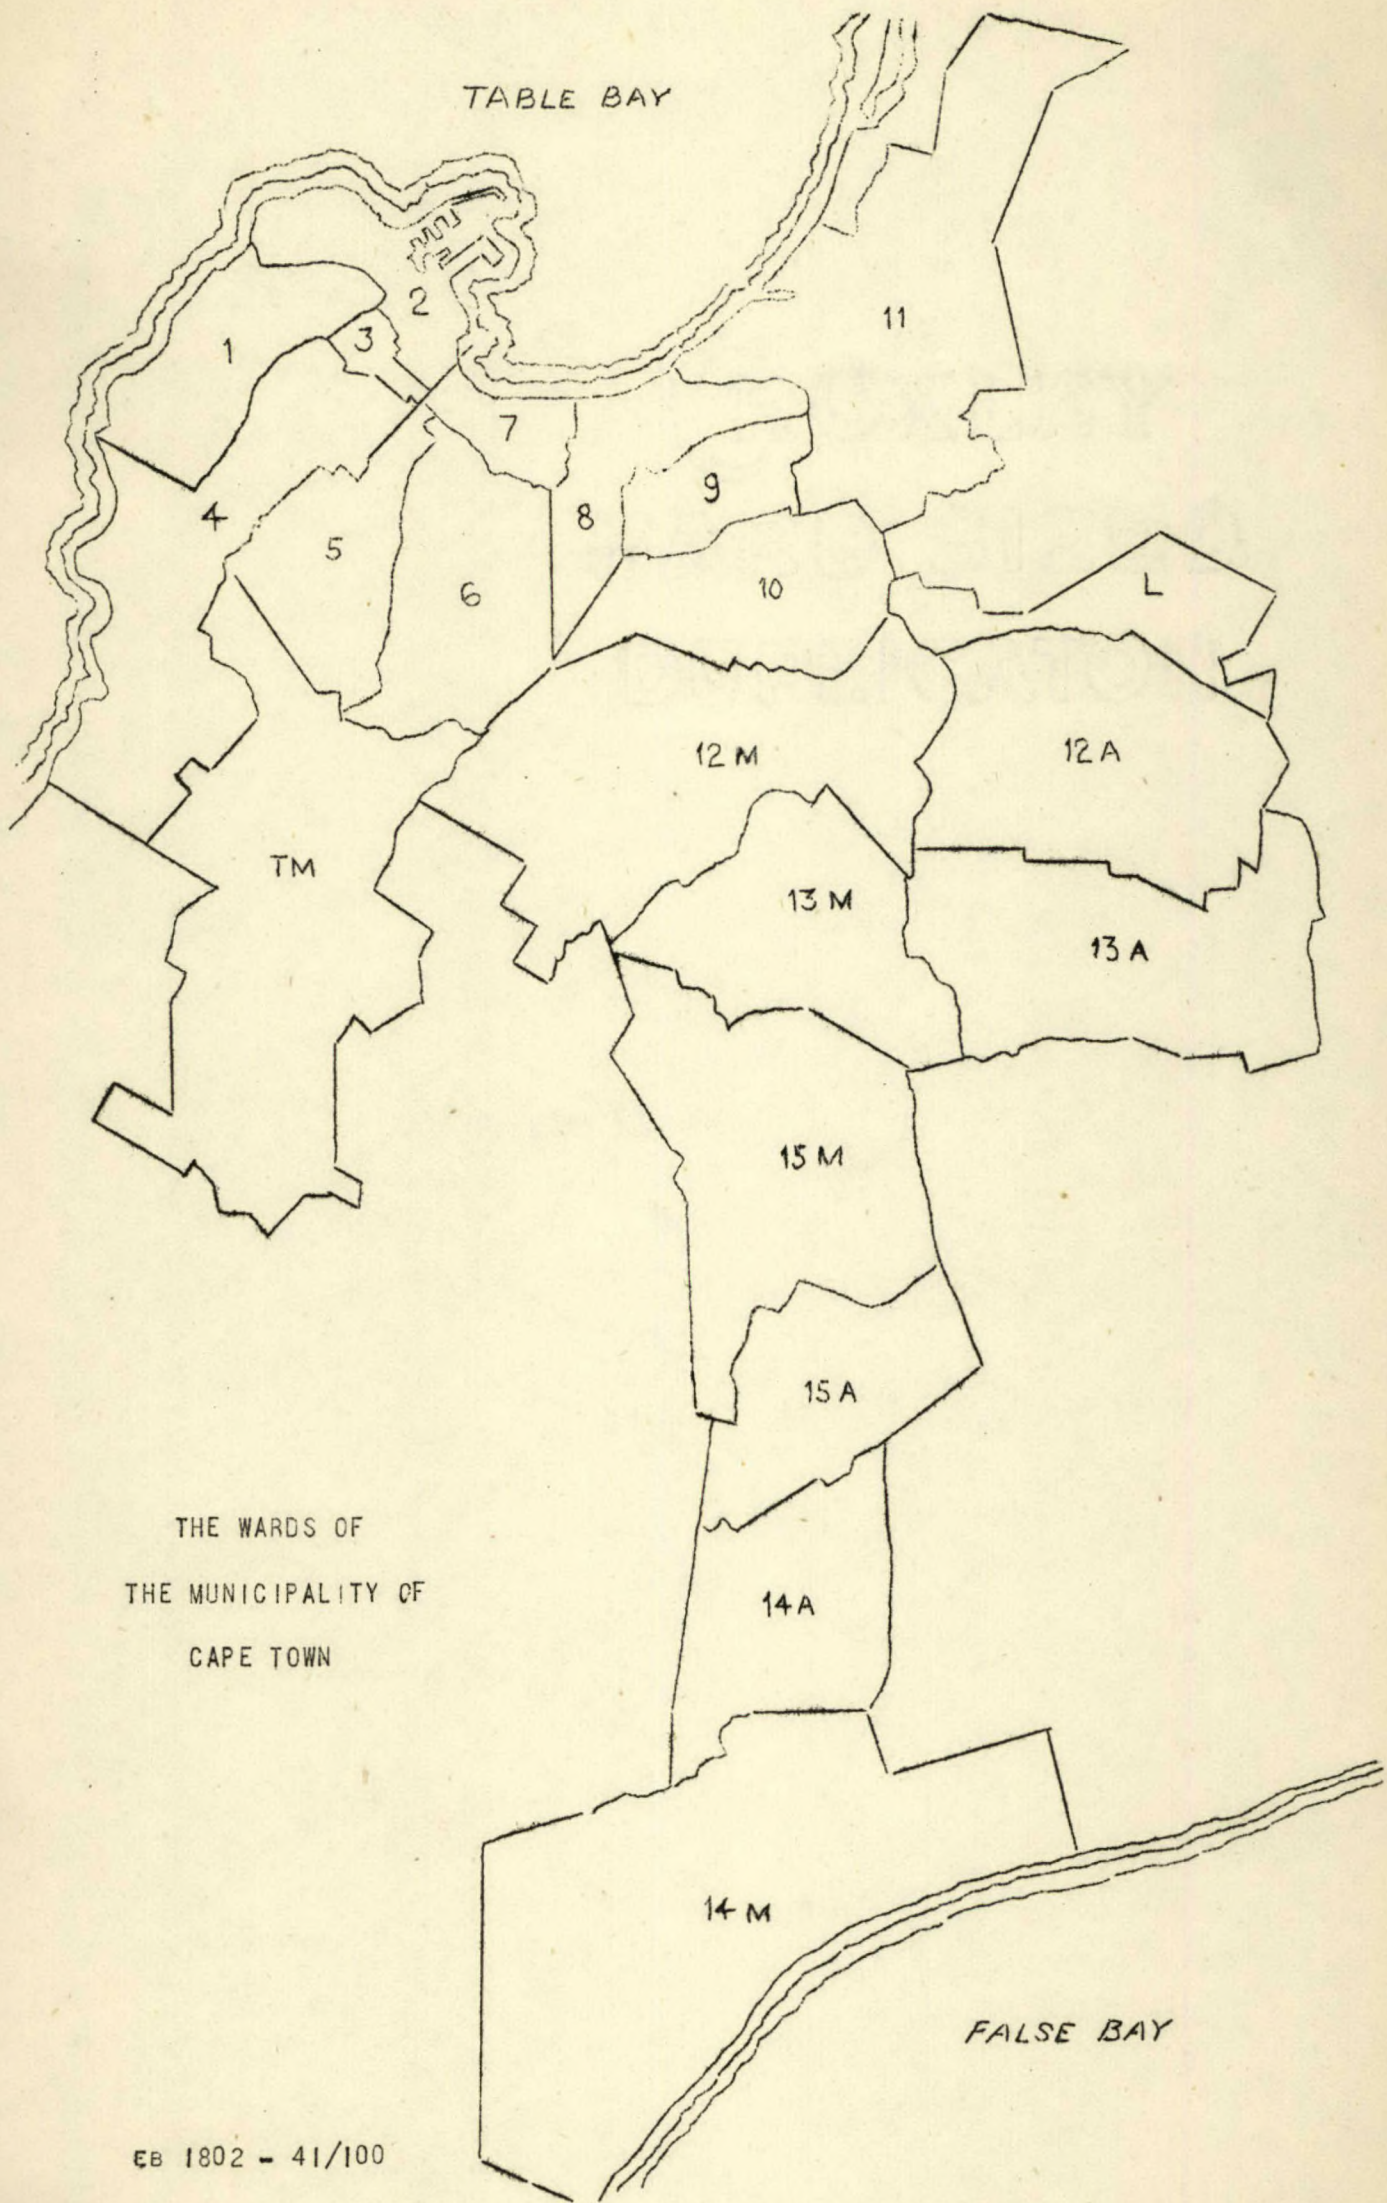 TABLE BAY
11
2
3
1
7
9
8
4
5
L
10
6
12 M
12 A
TM
13 M
13 A
15 M
15 A
THE WARDS OF
THE MUNICIPALITY OF
CAPE TOWN
14 A
14 M
FALSE BAY
EB 1802 - 41/100